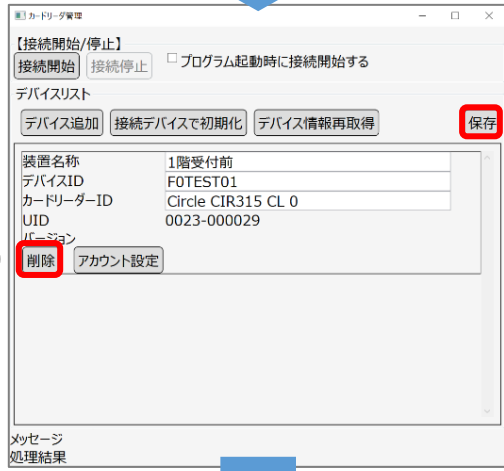 カードリーダ管理
【接続開始/停止】
接続開始 接続停止 プログラム起動時に接続開始する
デバイスリスト
デバイス追加 接続デバイスで初期化 デバイス情報再取得 保存
装置名称 1階受付前
デバイスID F0TEST01
カードリーダーID Circle CIR315 CL 0
UID 0023-000029
バージョン
削除 アカウント設定
メッセージ
処理結果